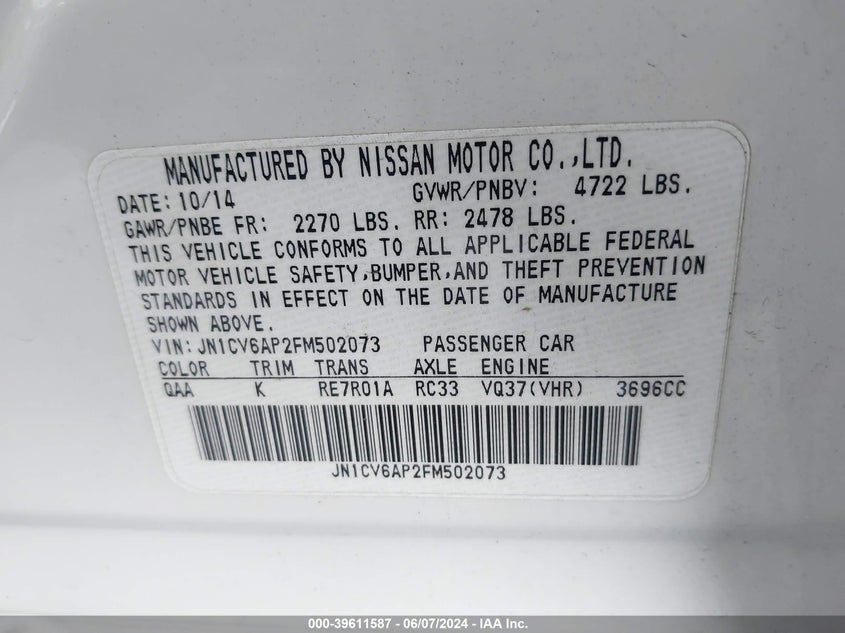 MANUFACTURED BY NISSAN MOTOR CO.,LTD.
DATE: 10/14 GVWR/PNBV: 4722 LBS.
GAWR/PNBE FR: 2270 LBS. RR: 2478 LBS.
THIS VEHICLE CONFORMS TO ALL APPLICABLE FEDERAL
MOTOR VEHICLE SAFETY,BUMPER,AND THEFT PREVENTION
STANDARDS IN EFFECT ON THE DATE OF MANUFACTURE
SHOWN ABOVE.
VIN: JN1CV6AP2FM502073 PASSENGER CAR
COLOR TRIM TRANS AXLE ENGINE
QAA K RE7R01A RC33 VQ37(VHR) 3696CC
JN1CV6AP2FM502073
000-39611587 - 06/07/2024 - IAA Inc.